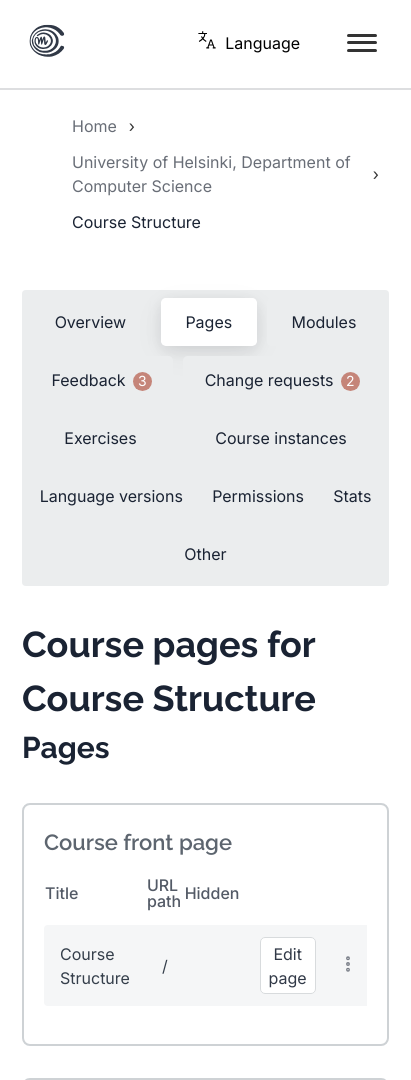 Language
Home ›
University of Helsinki, Department of
Computer Science ›
Course Structure
Overview Pages Modules
Feedback 3 Change requests 2
Exercises Course instances
Language versions Permissions Stats
Other
Course pages for
Course Structure
Pages
Course front page
Title URL path Hidden
Course Structure / Edit page